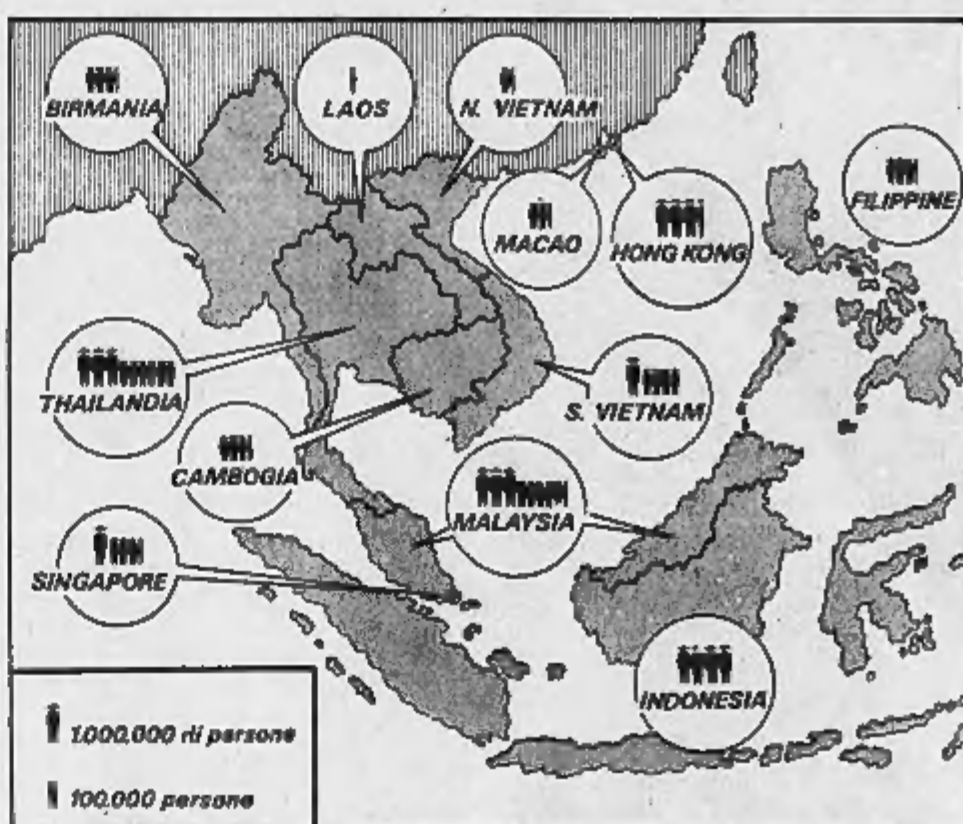 BIRMANIA
LAOS
N. VIETNAM
MACAO
HONG KONG
FILIPPINE
THAILANDIA
S. VIETNAM
CAMBOGIA
MALAYSIA
SINGAPORE
INDONESIA
1.000,000 di persone
100.000 persone